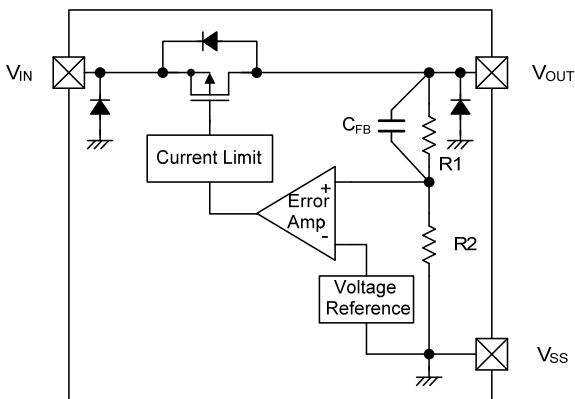 VIN
VOUT
CFB
R1
Current Limit
+
Error
Amp
-
R2
Voltage
Reference
VSS